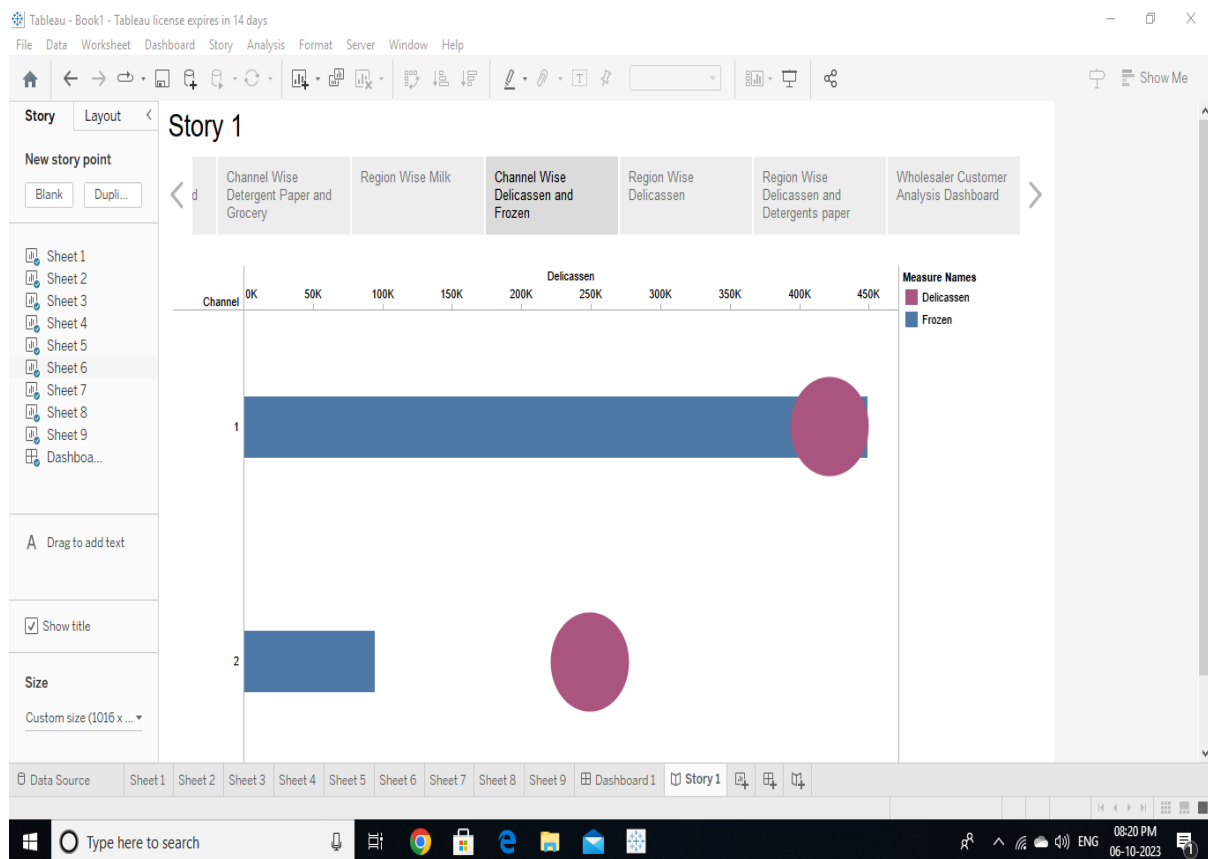 Tableau - Book1 - Tableau license expires in 14 days
File Data Worksheet Dashboard Story Analysis Format Server Window Help
Show Me
Story Layout
New story point
Blank Dupli...
Sheet 1
Sheet 2
Sheet 3
Sheet 4
Sheet 5
Sheet 6
Sheet 7
Sheet 8
Sheet 9
Dashboa...
A Drag to add text
Show title
Size
Custom size (1016 x ...
Story 1
d
Channel Wise
Detergent Paper and
Grocery
Region Wise Milk
Channel Wise
Delicassen and
Frozen
Region Wise
Delicassen
Region Wise
Delicassen and
Detergents paper
Wholesaler Customer
Analysis Dashboard
Delicassen
Channel 0K 50K 100K 150K 200K 250K 300K 350K 400K 450K
1
2
Measure Names
Delicassen
Frozen
Data Source Sheet 1 Sheet 2 Sheet 3 Sheet 4 Sheet 5 Sheet 6 Sheet 7 Sheet 8 Sheet 9 Dashboard 1 Story 1
Type here to search
ENG
08:20 PM
06-10-2023
1